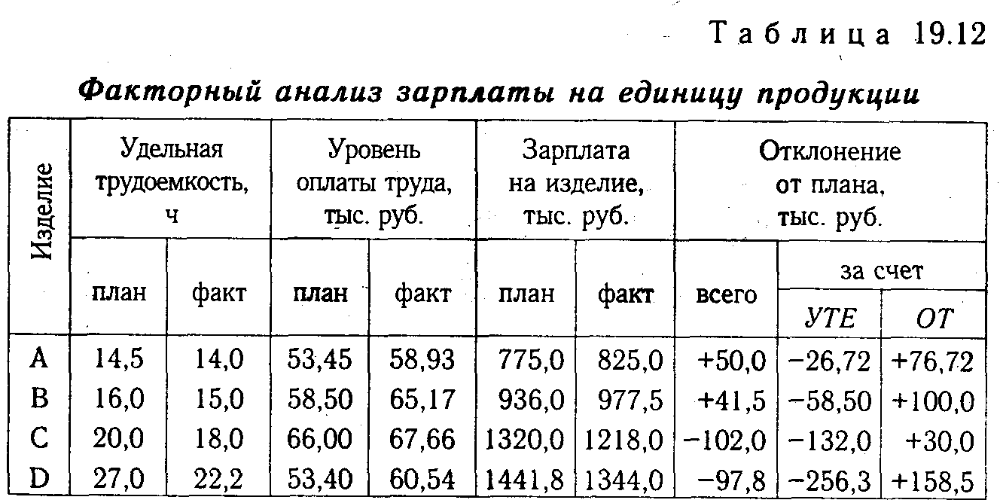 Таблица 19.12
Факторный анализ зарплаты на единицу продукции
Изделие
Удельная трудоемкость, ч
Уровень оплаты труда, тыс. руб.
Зарплата на изделие, тыс. руб.
Отклонение от плана, тыс. руб.
план факт план факт план факт всего за счет
УТЕ ОТ
А 14,5 14,0 53,45 58,93 775,0 825,0 +50,0 −26,72 +76,72
В 16,0 15,0 58,50 65,17 936,0 977,5 +41,5 −58,50 +100,0
С 20,0 18,0 66,00 67,66 1320,0 1218,0 −102,0 −132,0 +30,0
D 27,0 22,2 53,40 60,54 1441,8 1344,0 −97,8 −256,3 +158,5